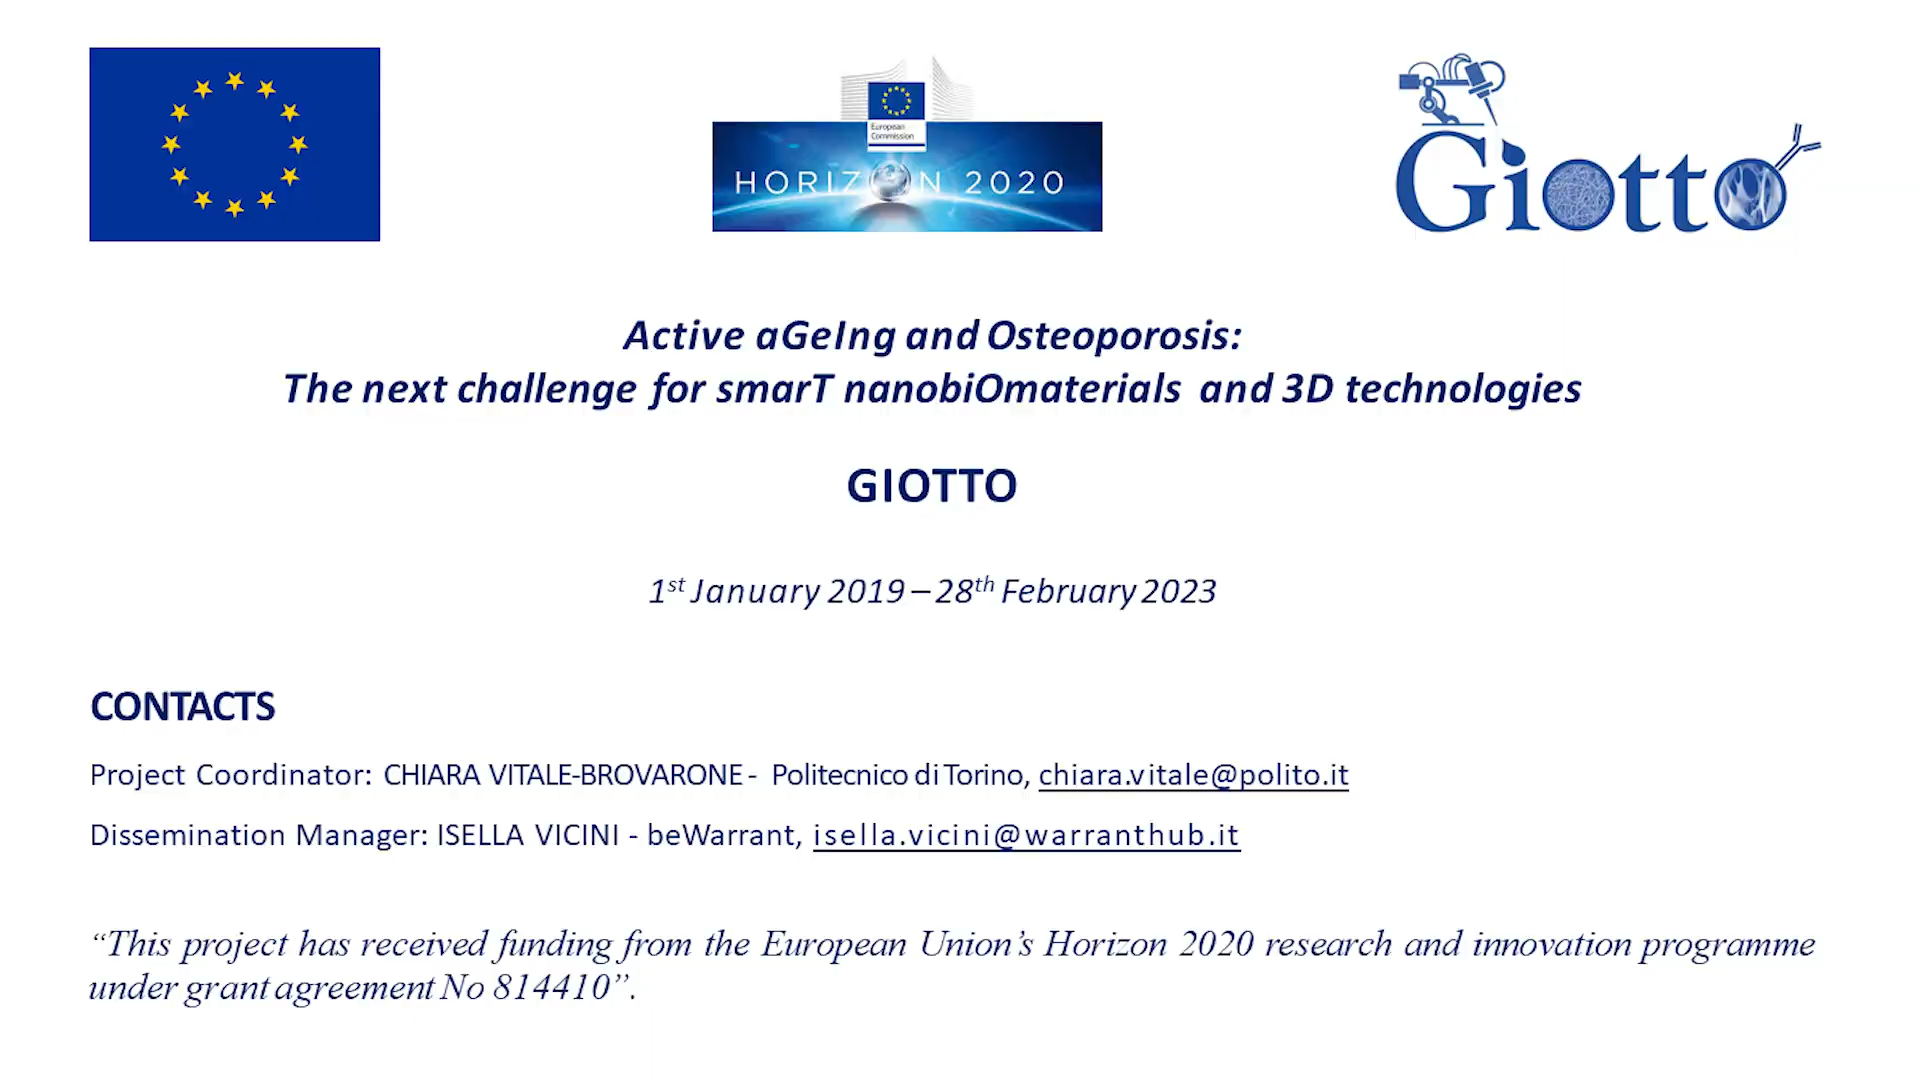 European
Commission
HORIZON 2020
Giotto
Active aGeIng and Osteoporosis:
The next challenge for smarT nanobiOmaterials and 3D technologies
GIOTTO
1st January 2019 – 28th February 2023
CONTACTS
Project Coordinator: CHIARA VITALE-BROVARONE - Politecnico di Torino, chiara.vitale@polito.it
Dissemination Manager: ISELLA VICINI - beWarrant, isella.vicini@warranthub.it
“This project has received funding from the European Union’s Horizon 2020 research and innovation programme
under grant agreement No 814410”.